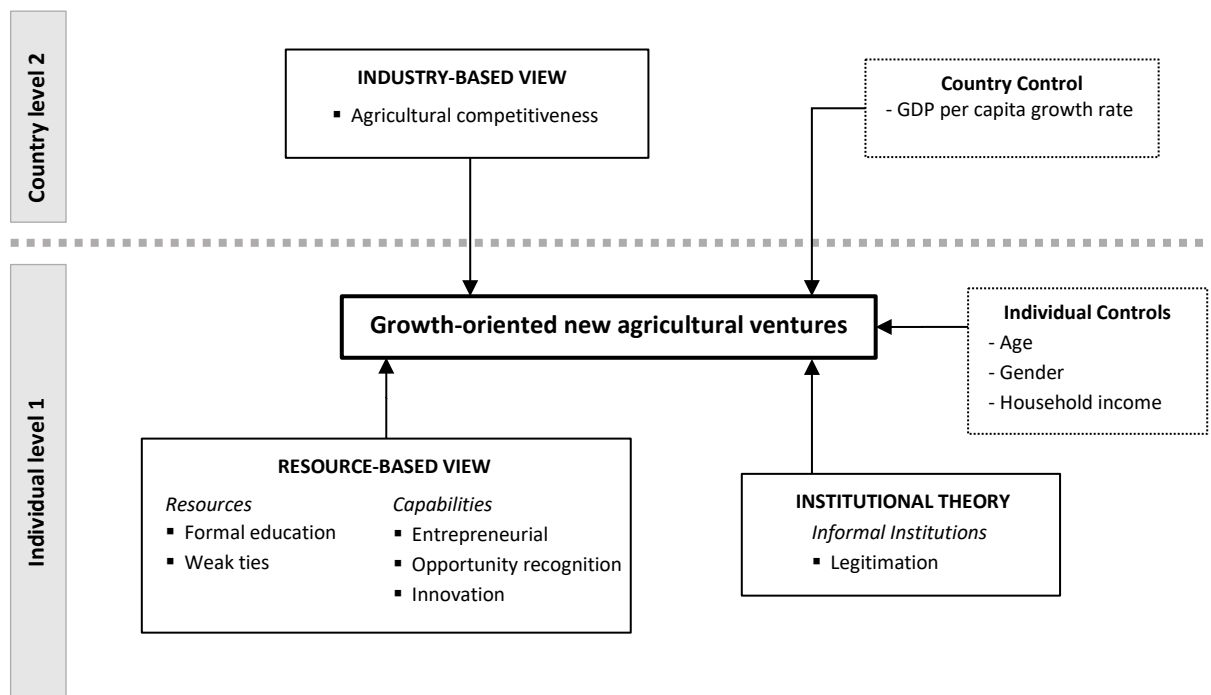 Country level 2
INDUSTRY-BASED VIEW
▪ Agricultural competitiveness
Country Control
- GDP per capita growth rate
Individual level 1
Growth-oriented new agricultural ventures
Individual Controls
- Age
- Gender
- Household income
RESOURCE-BASED VIEW
Resources
▪ Formal education
▪ Weak ties
Capabilities
▪ Entrepreneurial
▪ Opportunity recognition
▪ Innovation
INSTITUTIONAL THEORY
Informal Institutions
▪ Legitimation